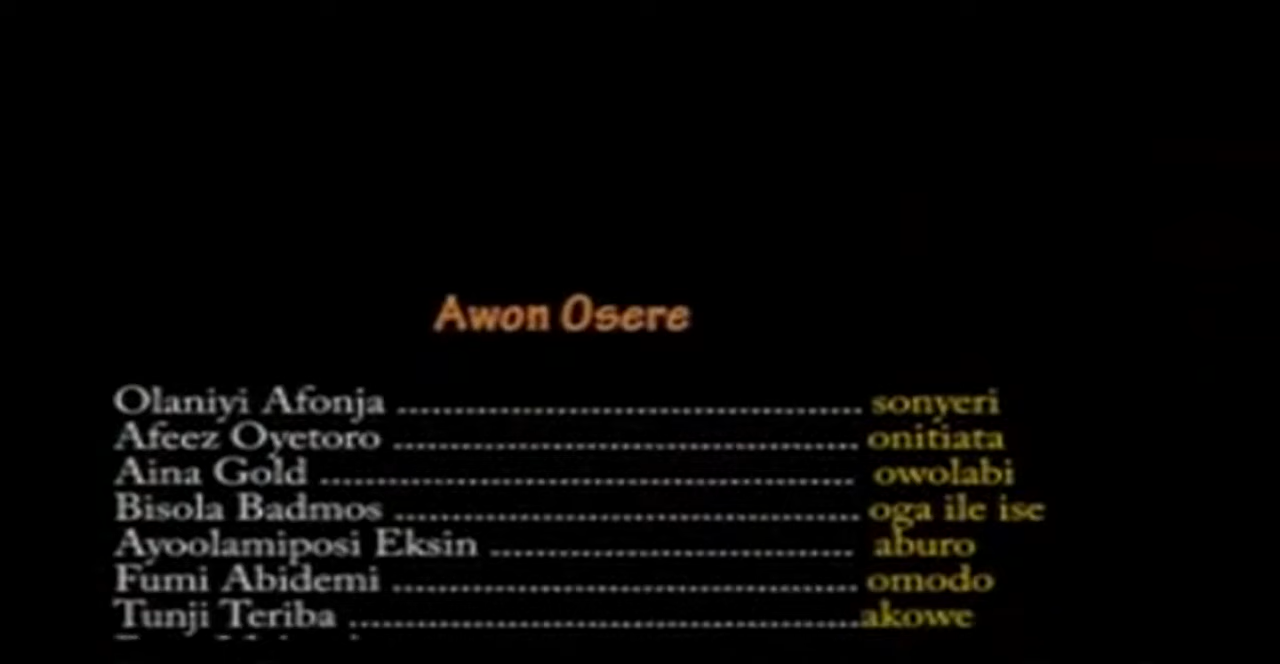 Awon Osere
Olaniyi Afonja ........................................ sonyeri
Afeez Oyetoro ........................................ onitiata
Aina Gold .............................................. owolabi
Bisola Badmos ........................................ oga ile ise
Ayoolamiposi Eksin ............................... aburo
Fumi Abidemi ........................................ omodo
Tunji Teriba ............................................akowe